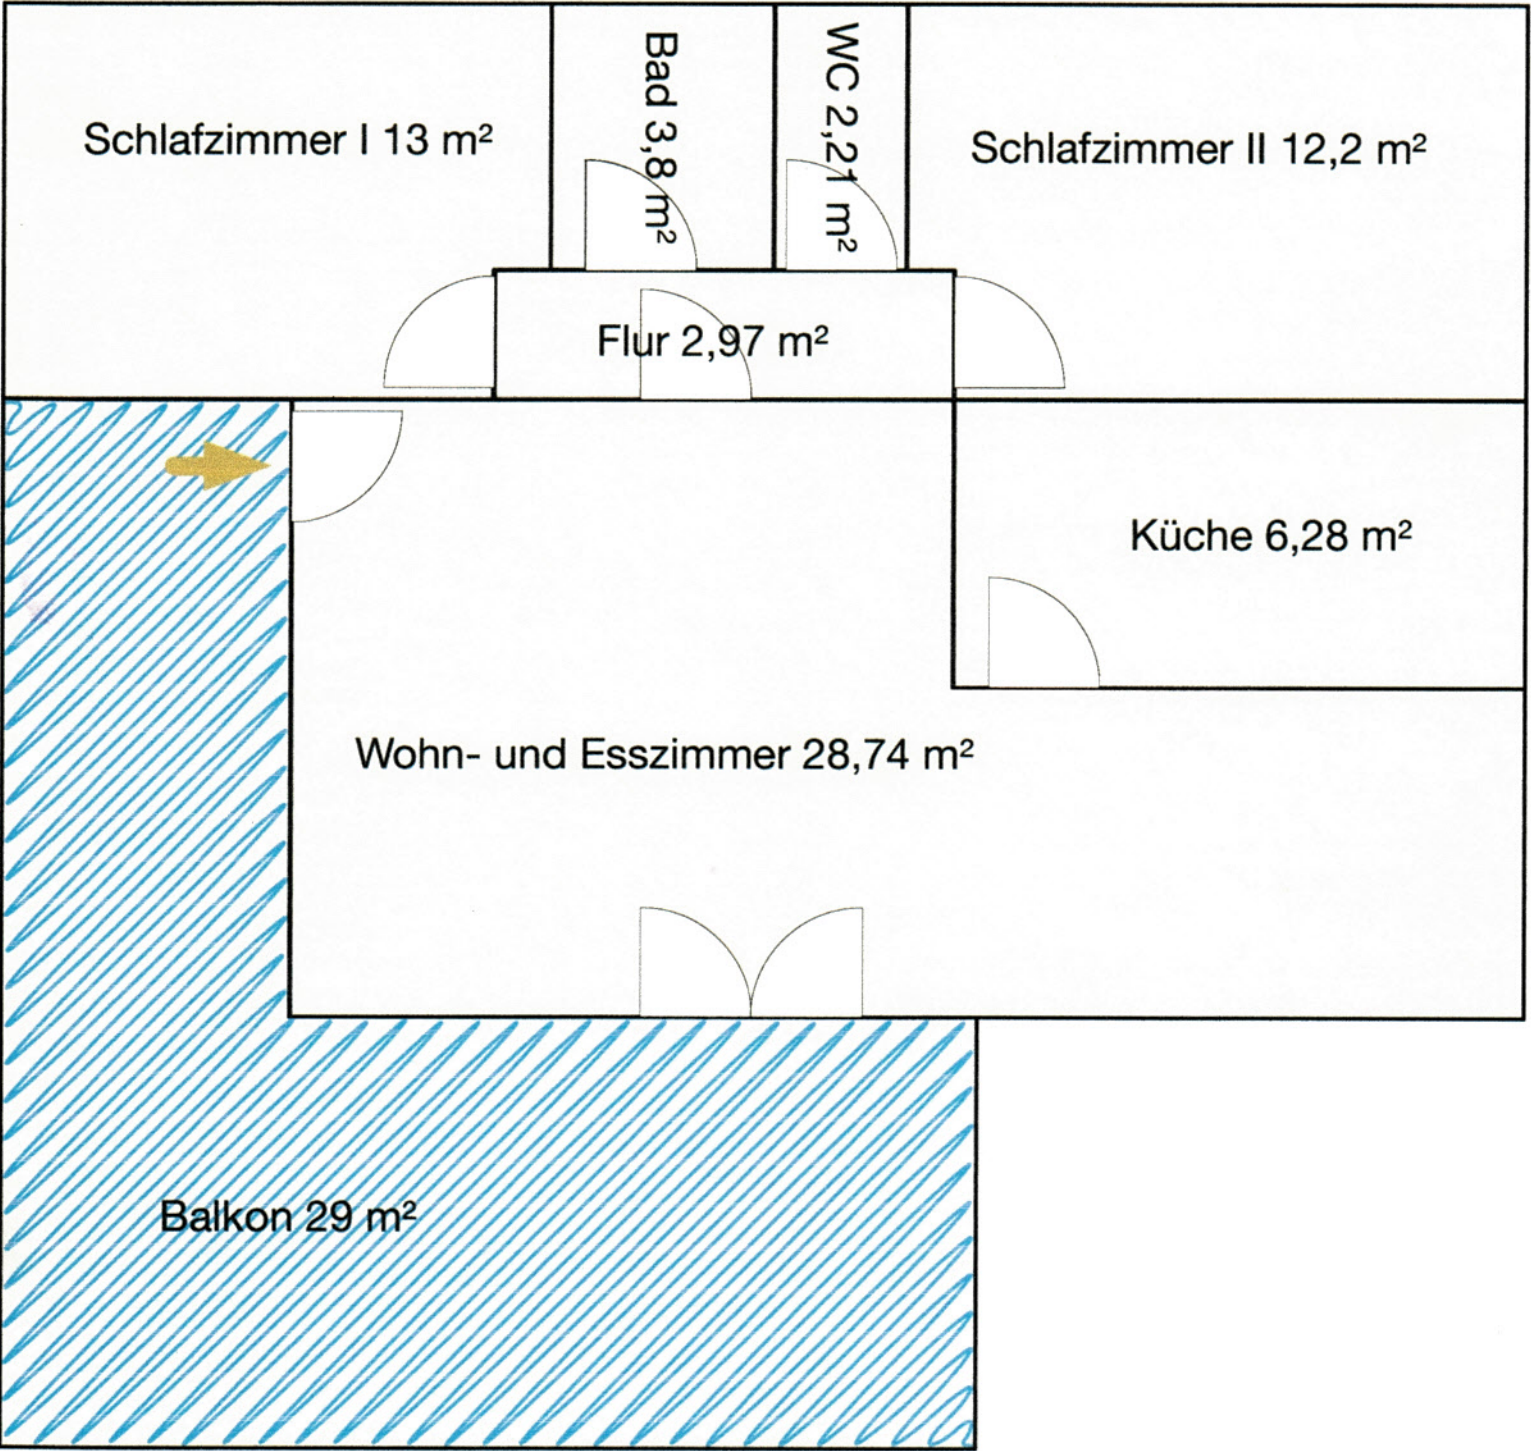 Schlafzimmer I 13 m²
Bad 3,8 m²
WC 2,21 m²
Schlafzimmer II 12,2 m²
Flur 2,97 m²
Küche 6,28 m²
Wohn- und Esszimmer 28,74 m²
Balkon 29 m²